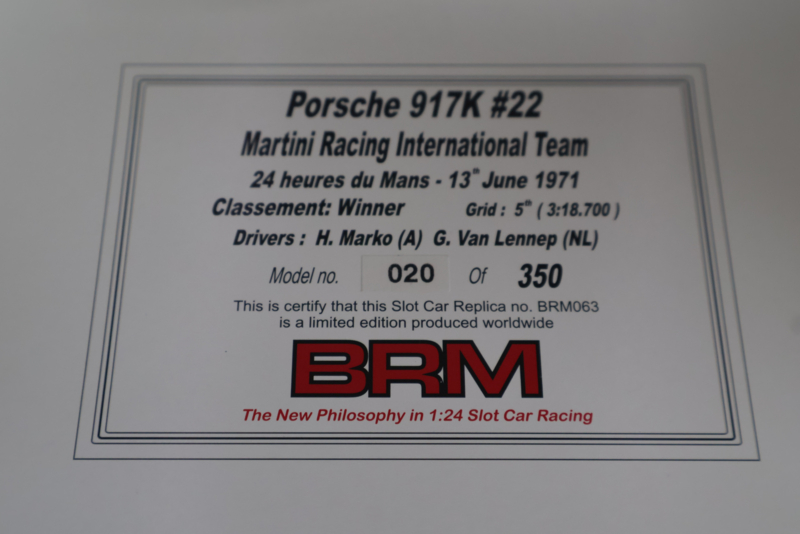 Porsche 917K #22
Martini Racing International Team
24 heures du Mans - 13th June 1971
Classement: Winner Grid : 5th ( 3:18.700 )
Drivers : H. Marko (A) G. Van Lennep (NL)
Model no. 020 Of 350
This is certify that this Slot Car Replica no. BRM063
is a limited edition produced worldwide
BRM
The New Philosophy in 1:24 Slot Car Racing